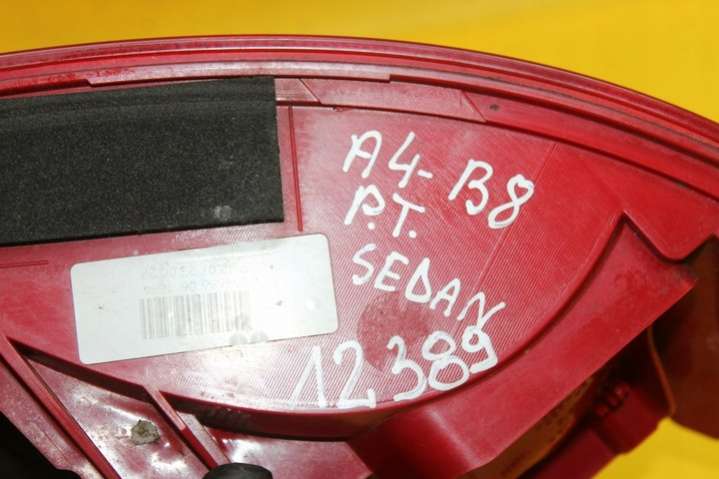 A4-B8
P.T.
SEDAN
12389